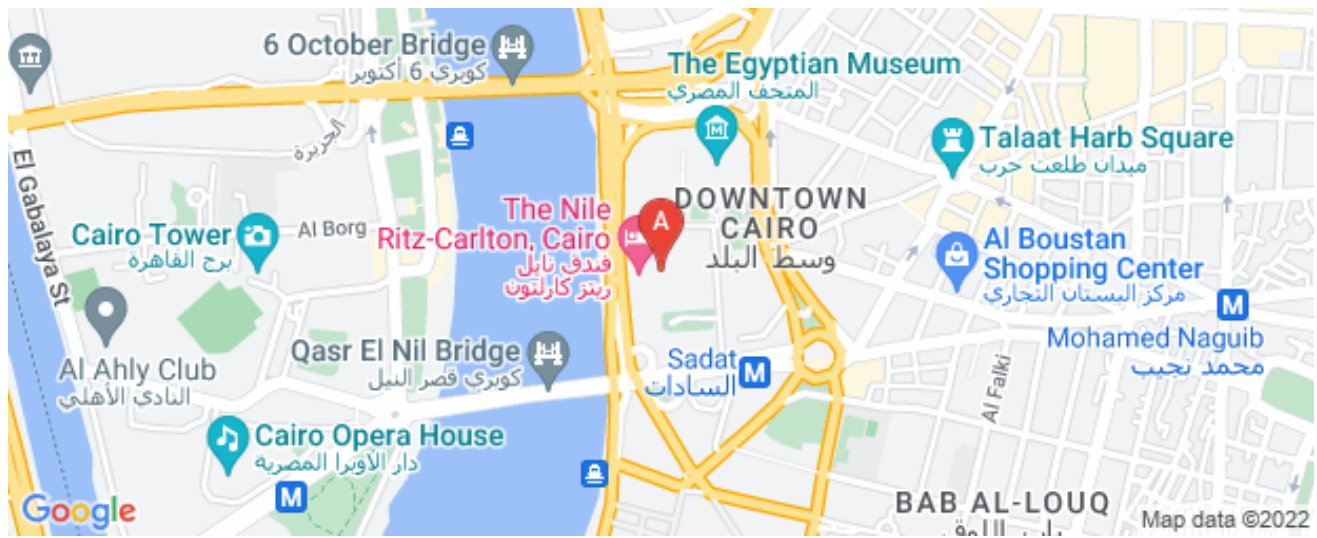 6 October Bridge
كوبري 6 أكتوبر
The Egyptian Museum
المتحف المصري
الجزيرة
Talaat Harb Square
ميدان طلعت حرب
El Gabalaya St
DOWNTOWN
CAIRO
وسط البلد
The Nile
Ritz-Carlton, Cairo
فندق نايل
ريتز كارلتون
A
Cairo Tower
برج القاهرة
Al Borg
Al Boustan
Shopping Center
مركز البستان التجاري
M
Mohamed Naguib
محمد نجيب
Qasr El Nil Bridge
كوبري قصر النيل
Sadat
السادات
M
Al Ahly Club
النادي الأهلي
Al Falki
Cairo Opera House
دار الأوبرا المصرية
M
BAB AL-LOUQ
باب اللوق
Google
Map data ©2022